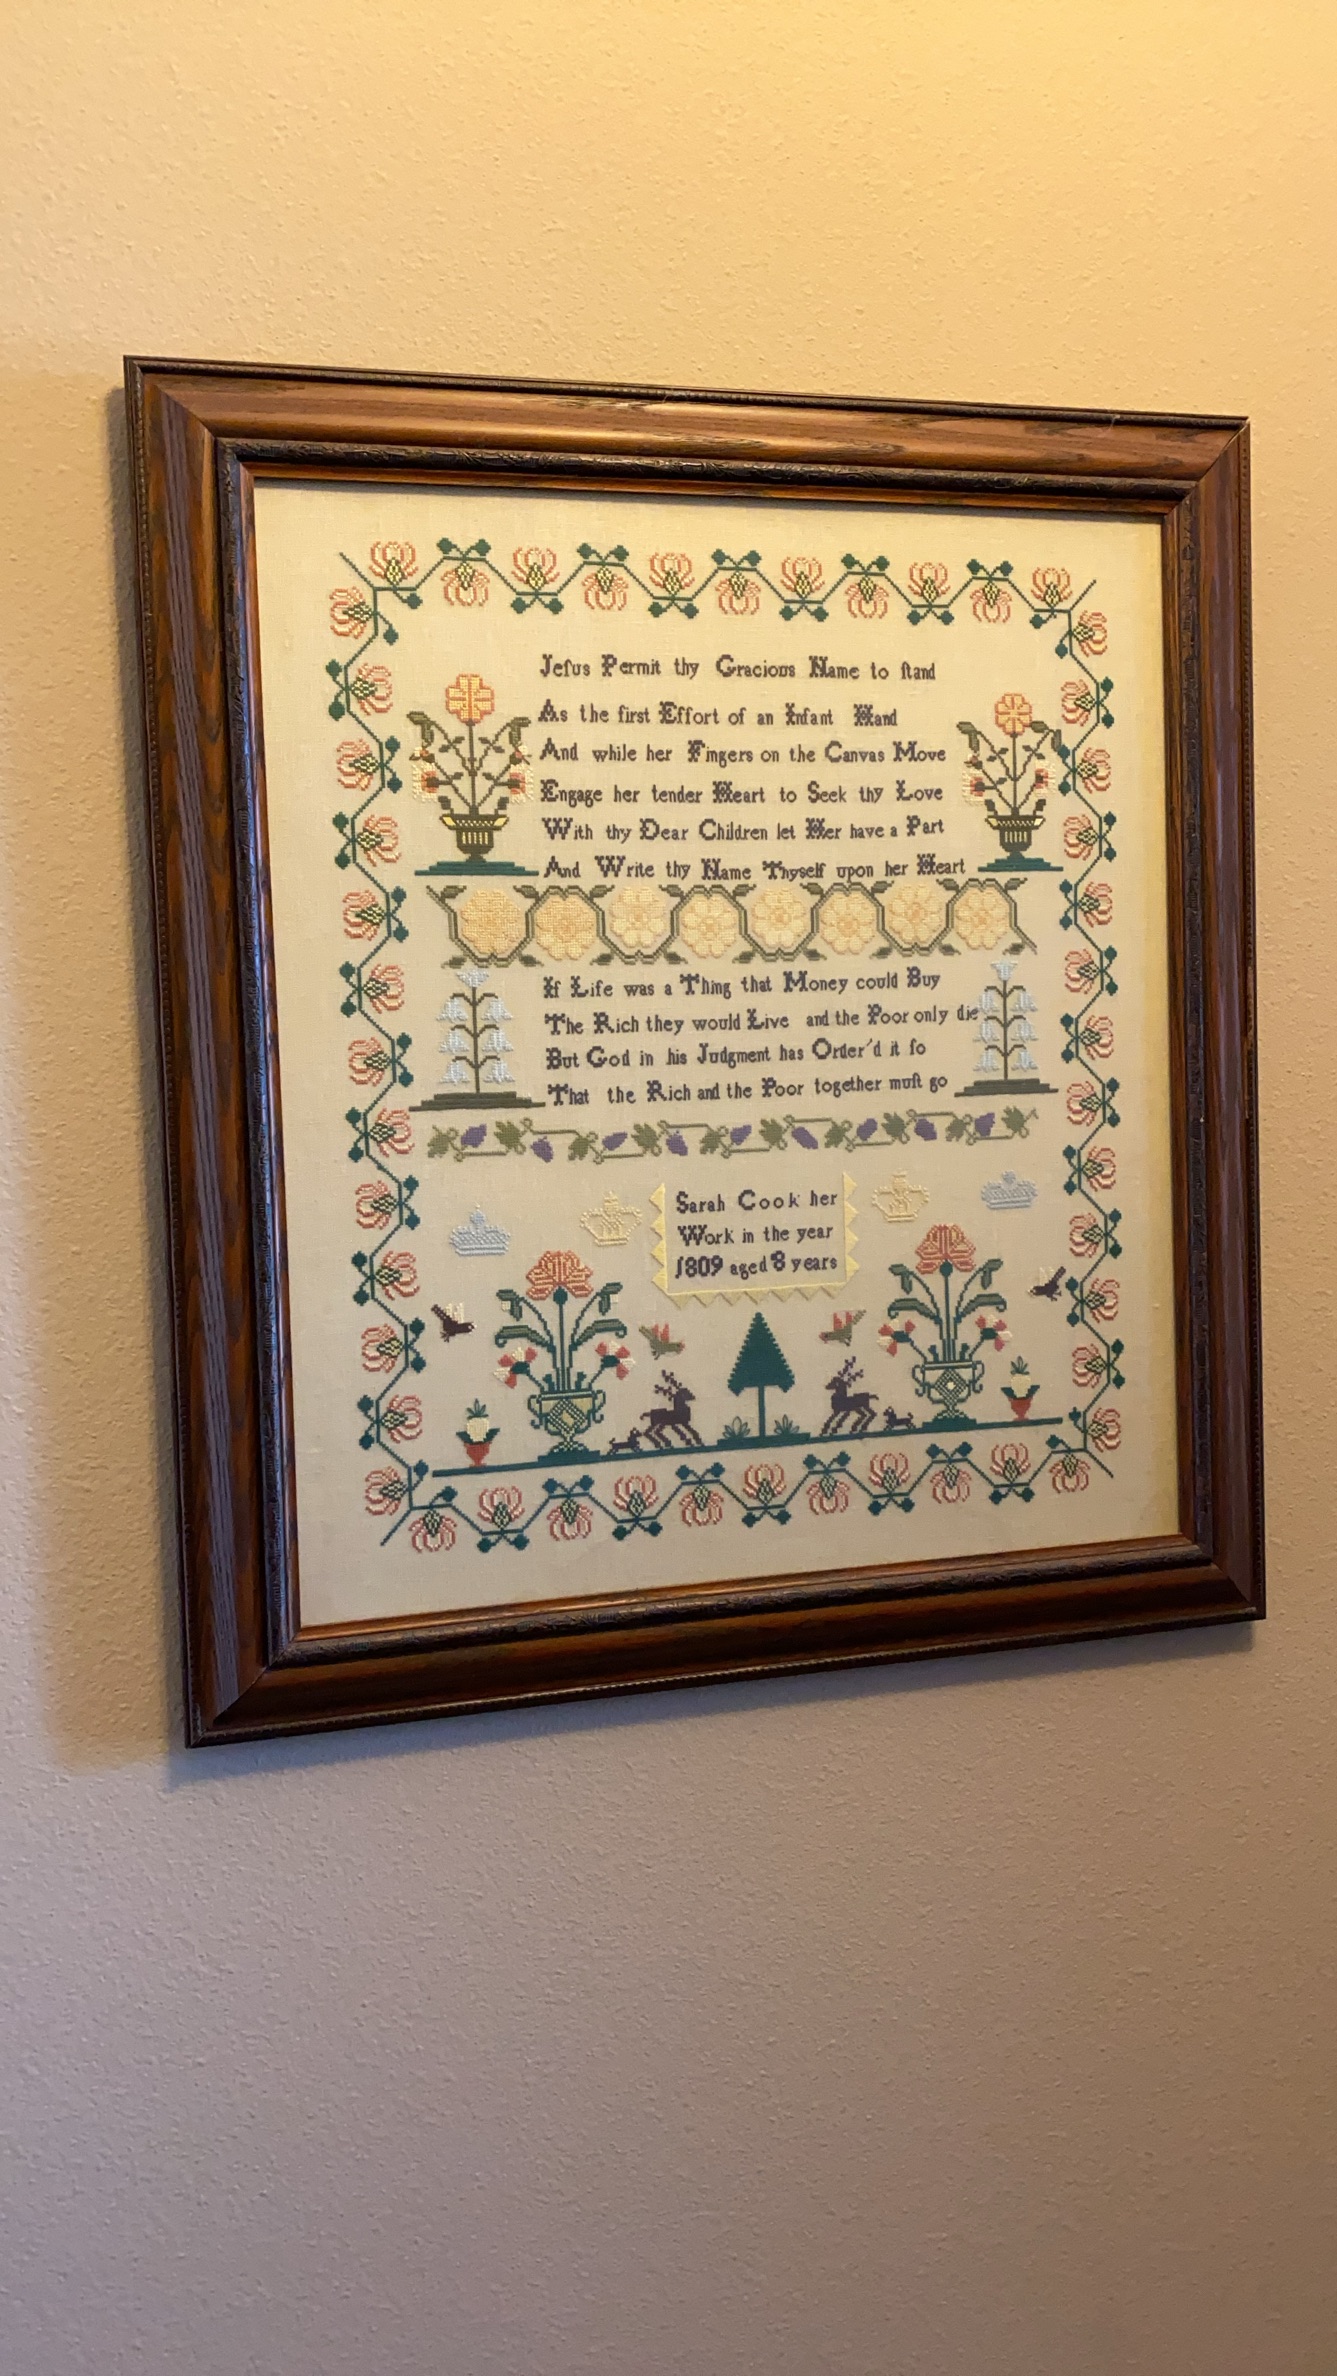 Jeſus Permit thy Gracious Name to ſtand
As the first Effort of an Infant Hand
And while her Fingers on the Canvas Move
Engage her tender Heart to Seek thy Love
With thy Dear Children let Her have a Part
And Write thy Name Thyself upon her Heart
If Life was a Thing that Money could Buy
The Rich they would Live and the Poor only die
But God in his Judgment has Order'd it ſo
That the Rich and the Poor together muſt go
Sarah Cook her
Work in the year
1809 aged 8 years